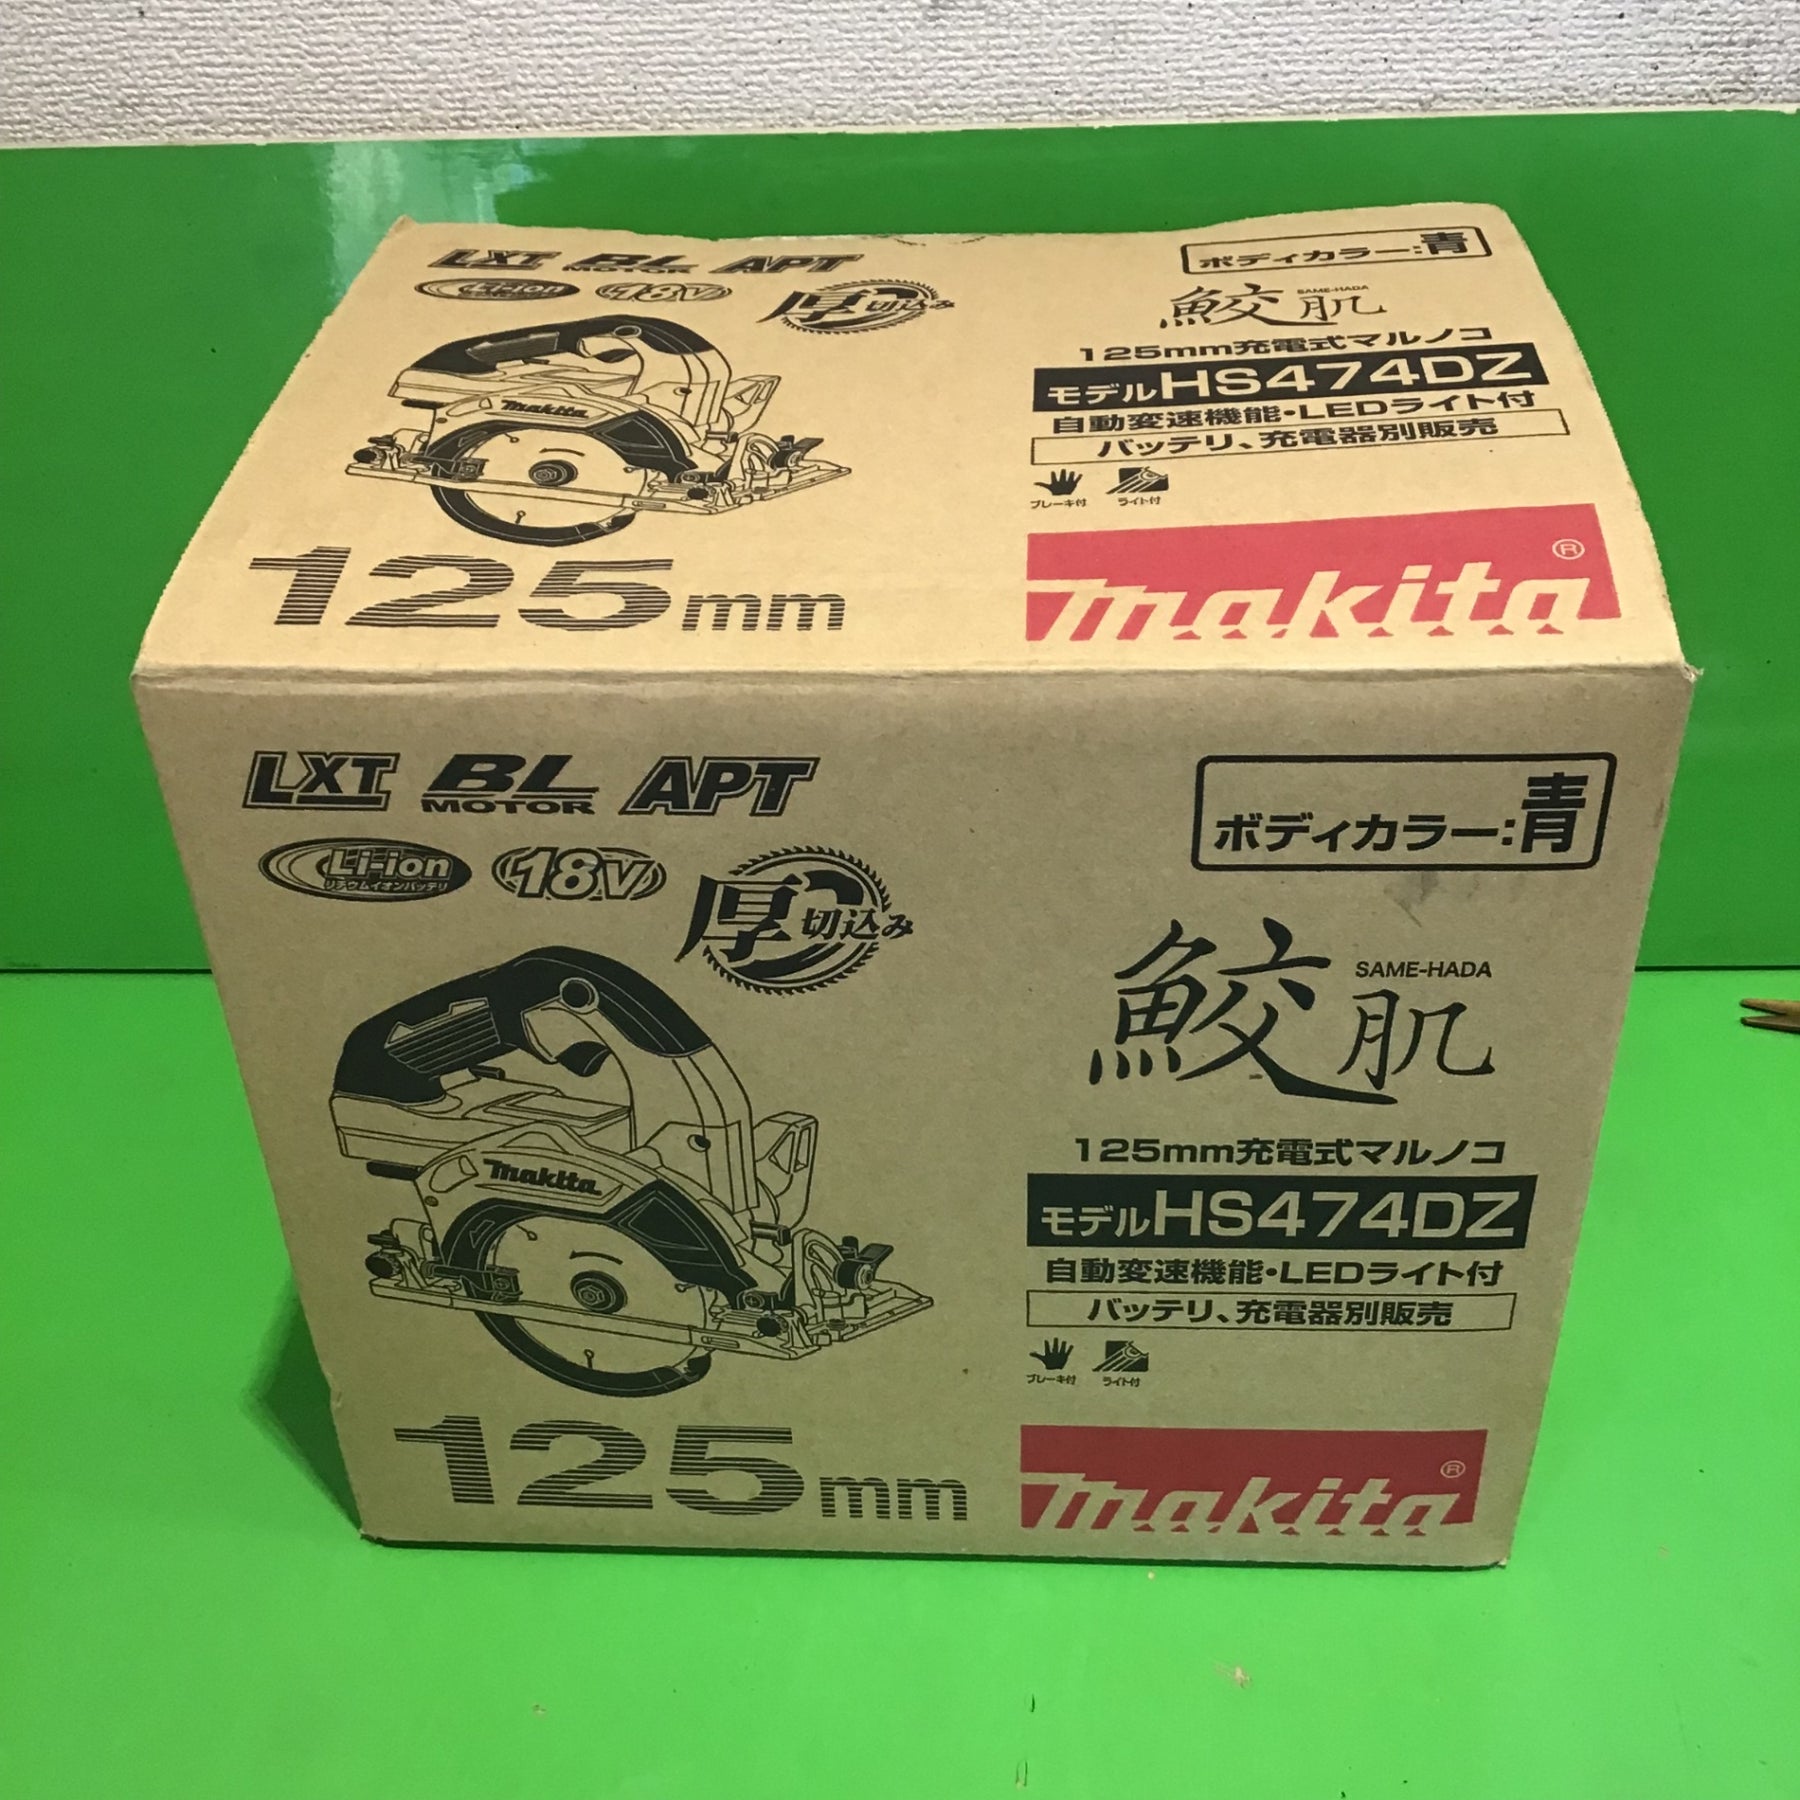 LXT BL MOTOR APT
Li-ion 18V 厚切込み
makita
125mm
ボディカラー:青
鮫肌 SAME-HADA
125mm充電式マルノコ
モデルHS474DZ
自動変速機能・LEDライト付
バッテリ、充電器別販売
ブレーキ付 ライト付
makita®
LXT BL MOTOR APT
Li-ion リチウムイオンバッテリ 18V 厚切込み
makita
125mm
ボディカラー:青
鮫肌 SAME-HADA
125mm充電式マルノコ
モデルHS474DZ
自動変速機能・LEDライト付
バッテリ、充電器別販売
ブレーキ付 ライト付
makita®